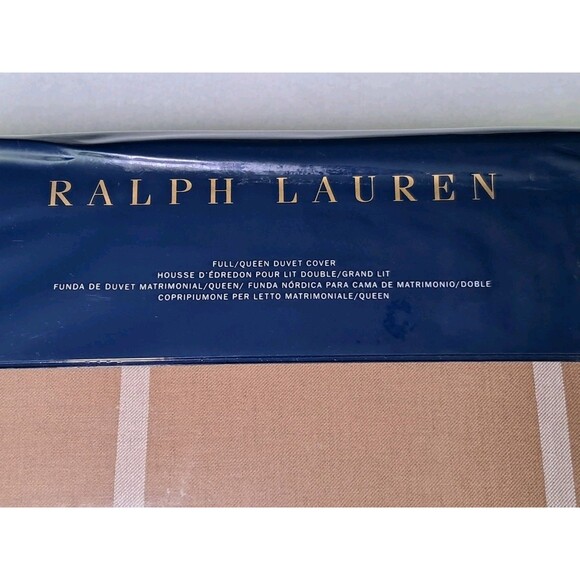 RALPH LAUREN
FULL/QUEEN DUVET COVER
HOUSSE D'ÉDREDON POUR LIT DOUBLE/GRAND LIT
FUNDA DE DUVET MATRIMONIAL/QUEEN/ FUNDA NÓRDICA PARA CAMA DE MATRIMONIO/DOBLE
COPRIPIUMONE PER LETTO MATRIMONIALE/QUEEN